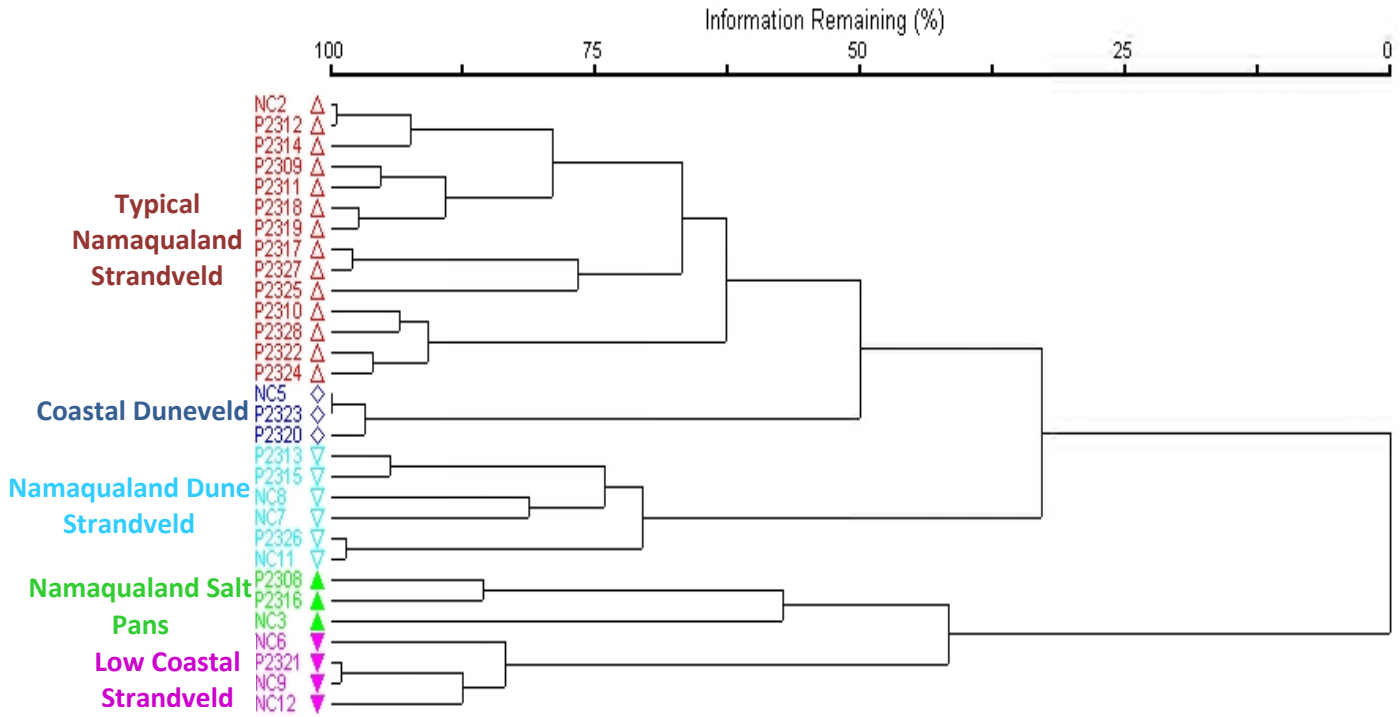 Information Remaining (%)
100 75 50 25 0
NC2
P2312
P2314
P2309
P2311
P2318
P2319
P2317
P2327
P2325
P2310
P2328
P2322
P2324
NC5
P2323
P2320
P2313
P2315
NC8
NC7
P2326
NC11
P2308
P2316
NC3
NC6
P2321
NC9
NC12
Typical
Namaqualand
Strandveld
Coastal Duneveld
Namaqualand Dune
Strandveld
Namaqualand Salt
Pans
Low Coastal
Strandveld